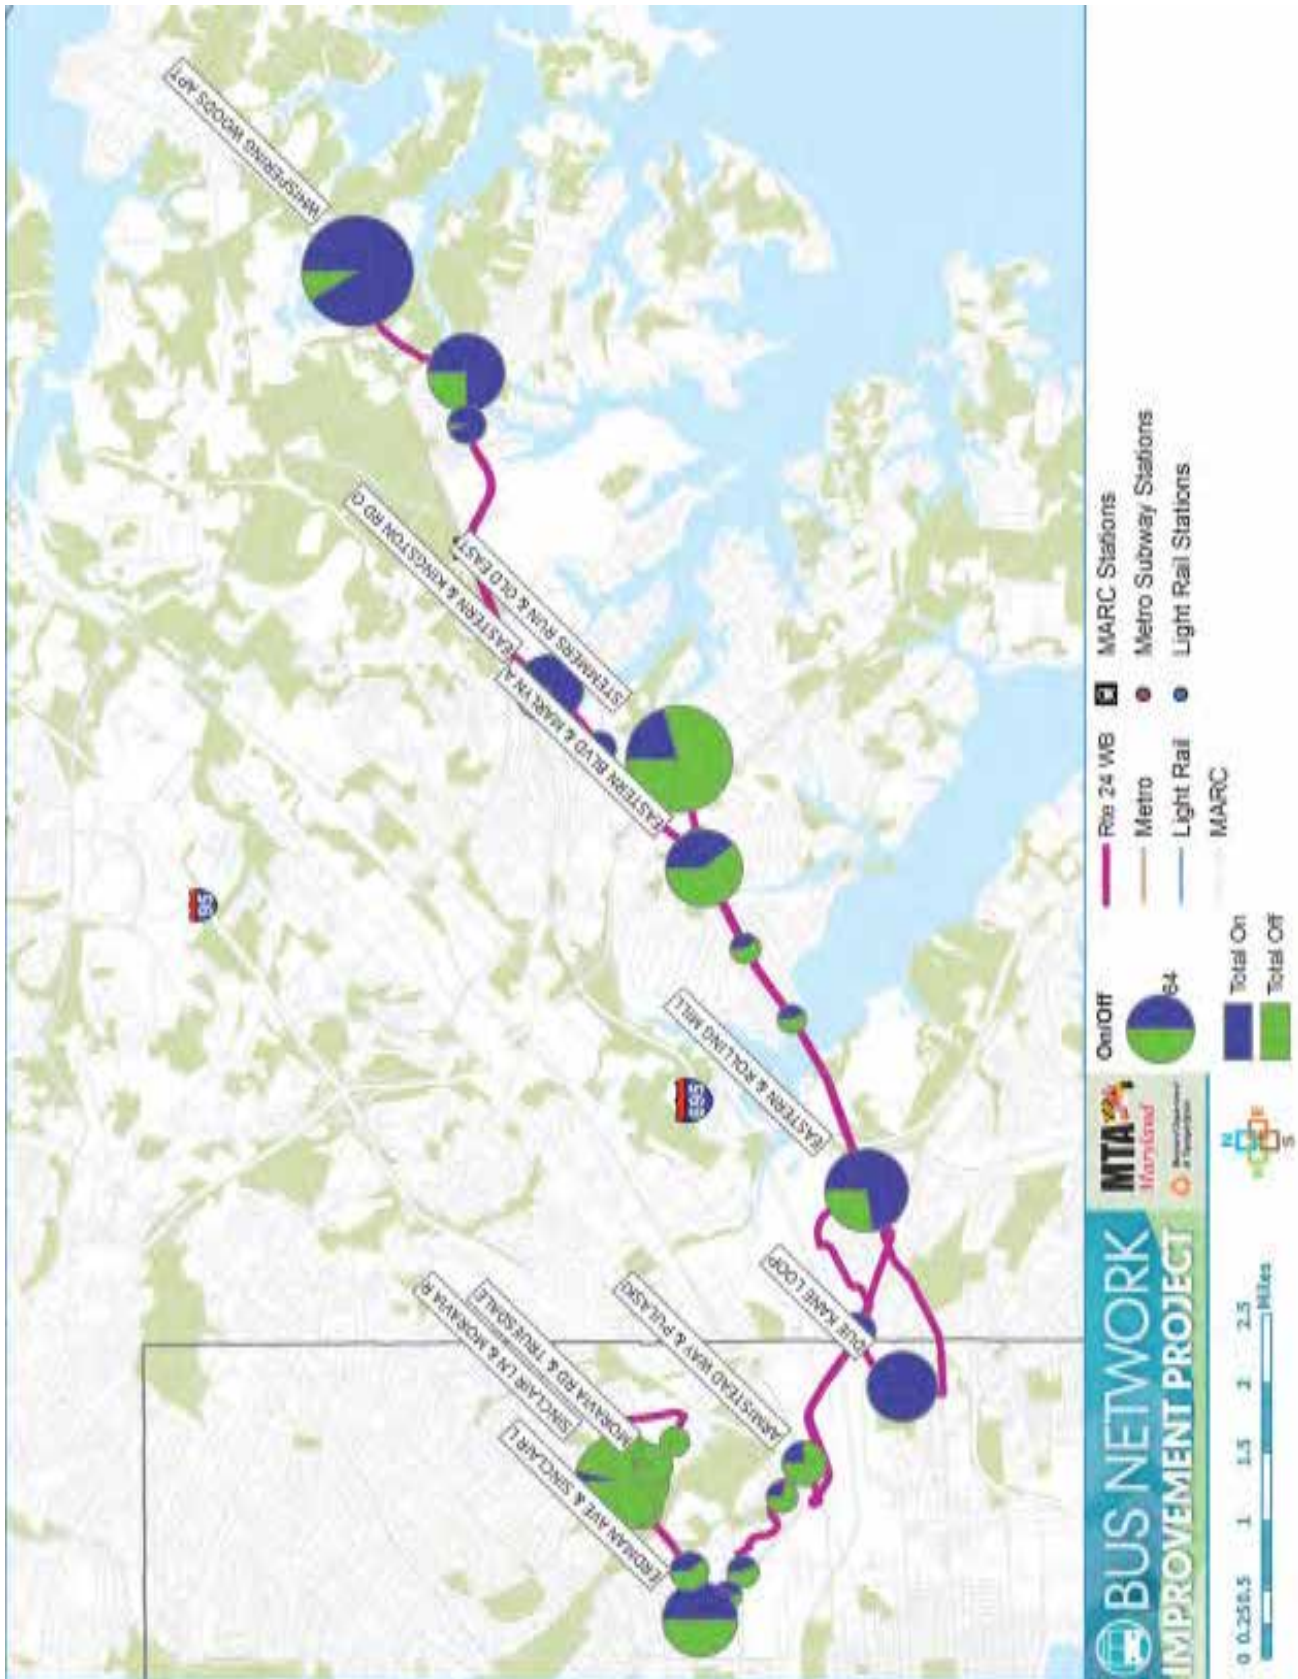 WHISPERING WOODS APT
EASTERN & KINGSTON RD O
STEMMERS RUN & OLD EAST
EASTERN BLVD & MARLYN A
95
695
EASTERN & ROLLING MILL
DUE KANE LOOP
ARMISTEAD WAY & PULASKI
MORAVIA RD & TRUESDALE
SINCLAIR LN & MORAVIA R
ERDMAN AVE & SINCLAIR L
BUS NETWORK
IMPROVEMENT PROJECT
MTA
Maryland
On/Off
64
Total On
Total Off
Rte 24 WB
Metro
Light Rail
MARC
MARC Stations
Metro Subway Stations
Light Rail Stations
N
E
S
0 0.25 0.5 1 1.5 2 2.5
Miles